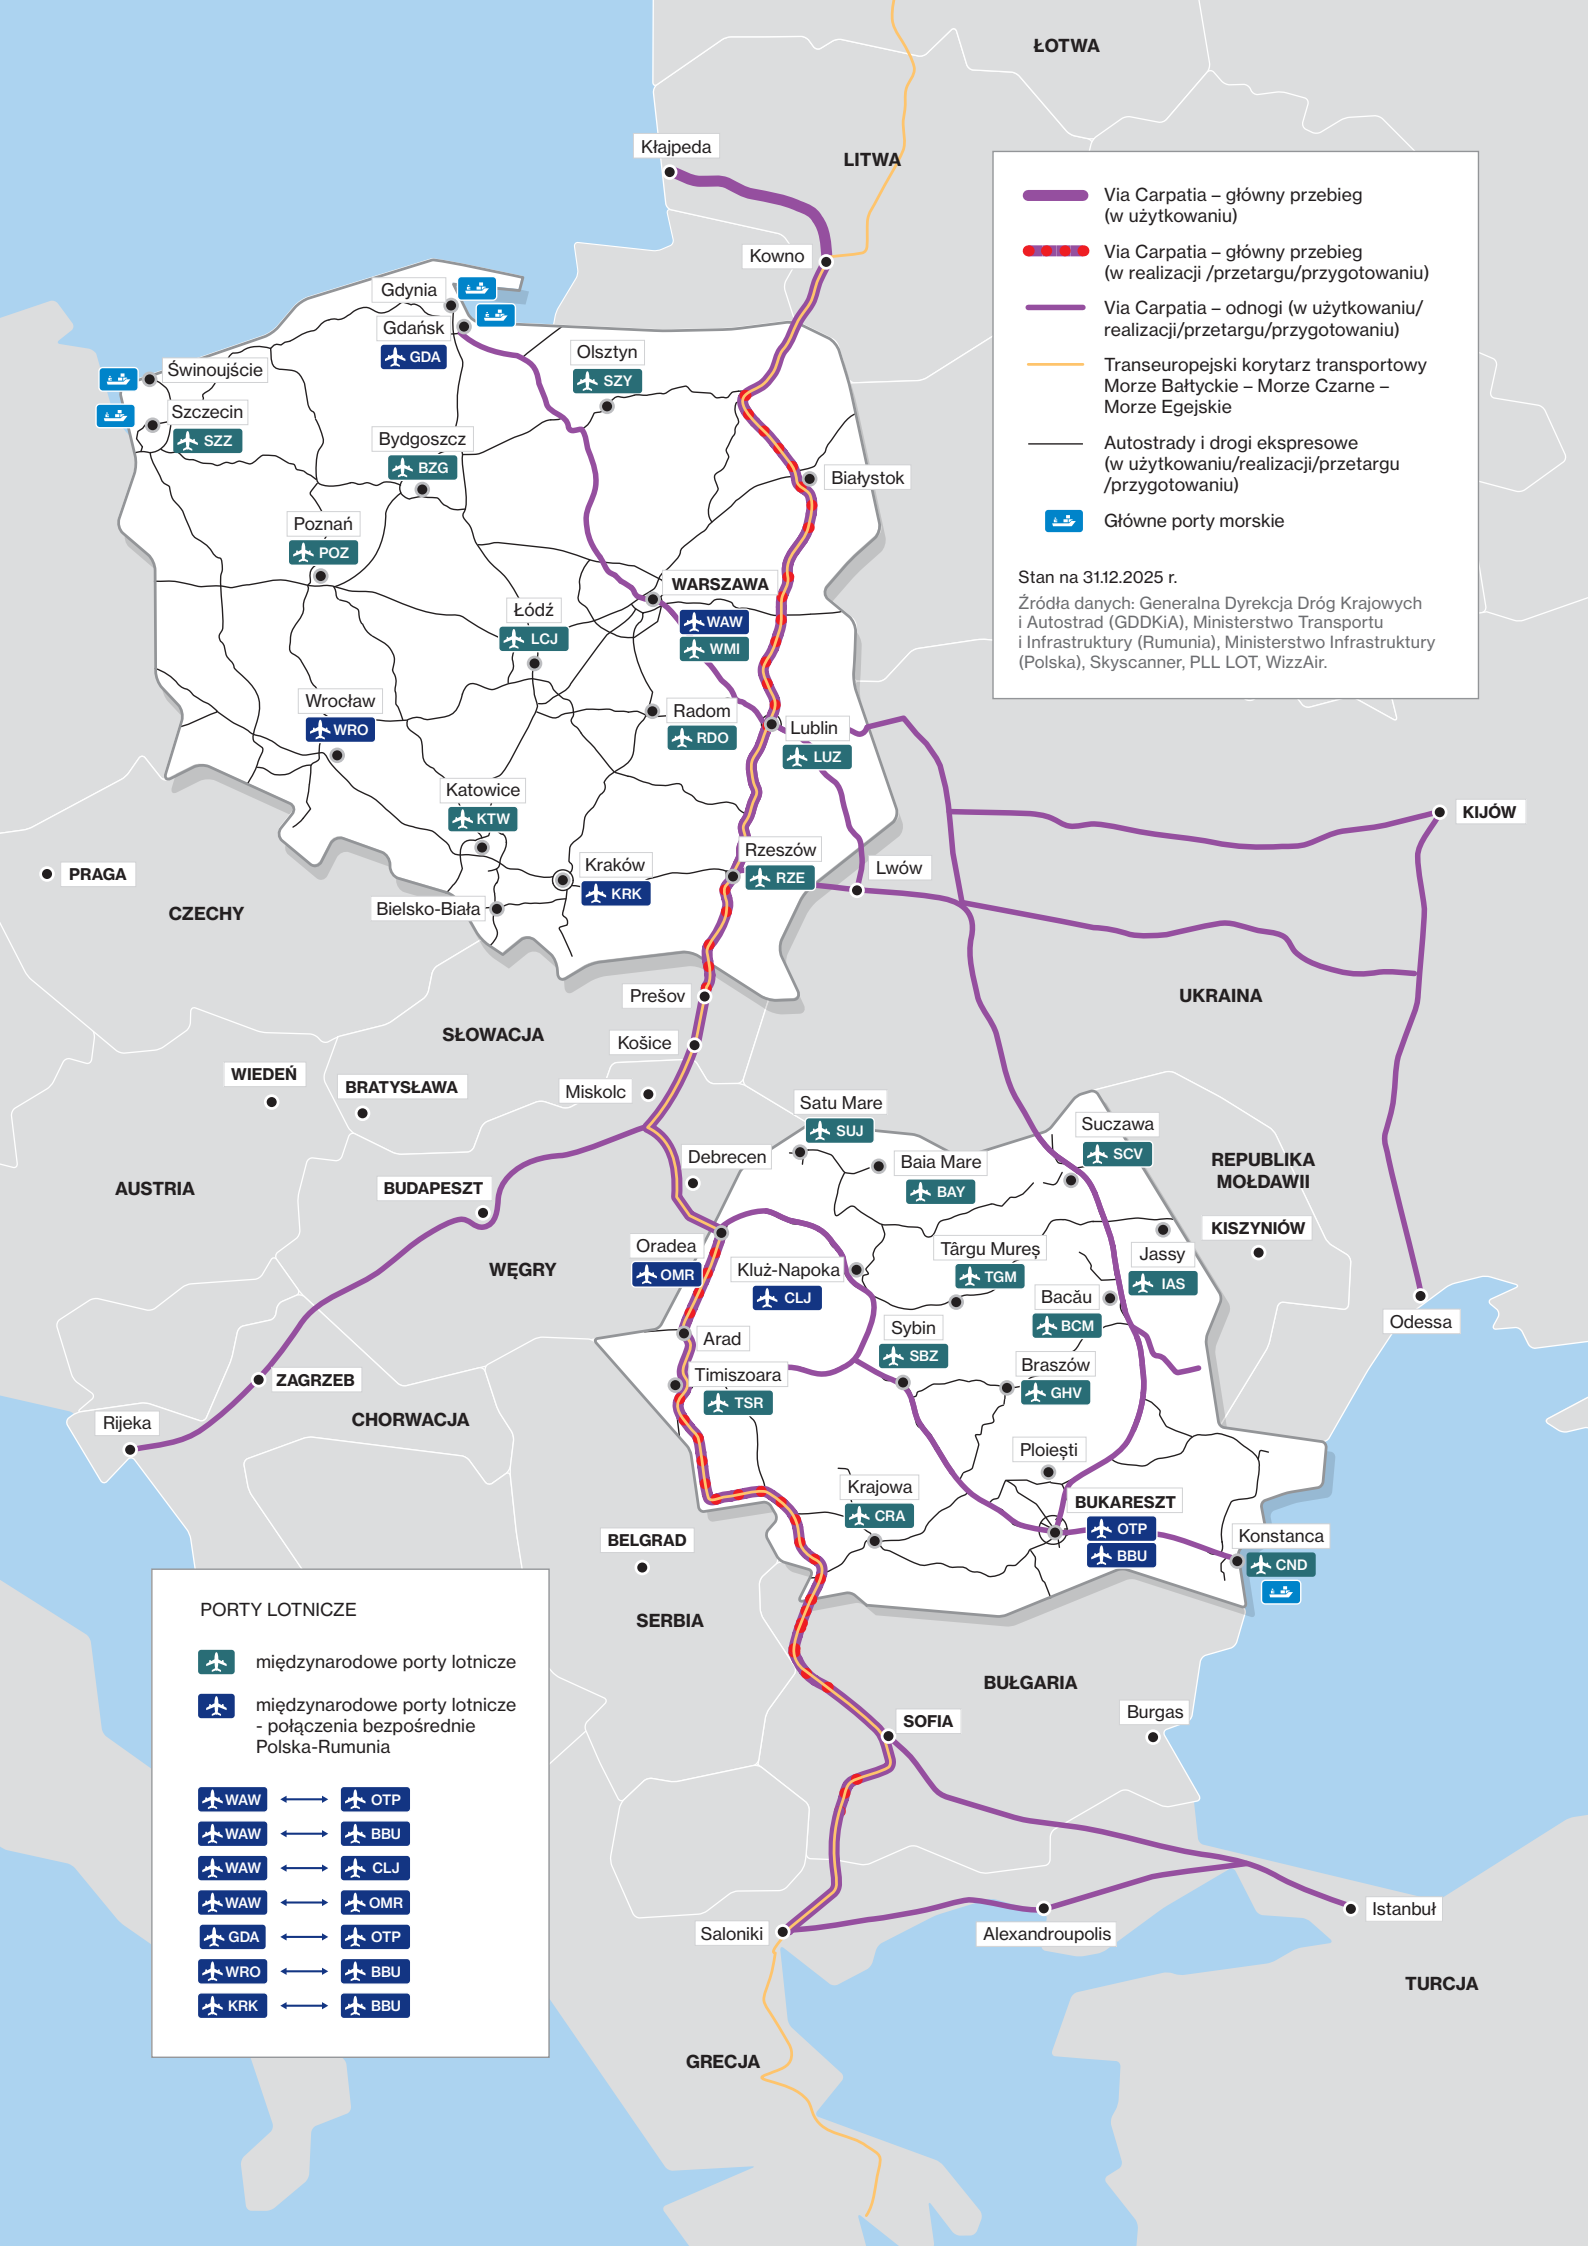 ŁOTWA
Kłajpeda
LITWA
Kowno
Via Carpatia – główny przebieg
(w użytkowaniu)
Via Carpatia – główny przebieg
(w realizacji /przetargu/przygotowaniu)
Via Carpatia – odnogi (w użytkowaniu/
realizacji/przetargu/przygotowaniu)
Transeuropejski korytarz transportowy
Morze Bałtyckie – Morze Czarne –
Morze Egejskie
Autostrady i drogi ekspresowe
(w użytkowaniu/realizacji/przetargu
/przygotowaniu)
Główne porty morskie
Stan na 31.12.2025 r.
Źródła danych: Generalna Dyrekcja Dróg Krajowych
i Autostrad (GDDKiA), Ministerstwo Transportu
i Infrastruktury (Rumunia), Ministerstwo Infrastruktury
(Polska), Skyscanner, PLL LOT, WizzAir.
Gdynia
Gdańsk
GDA
Olsztyn
SZY
Świnoujście
Szczecin
SZZ
Bydgoszcz
BZG
Białystok
Poznań
POZ
WARSZAWA
WAW
WMI
Łódź
LCJ
Wrocław
WRO
Radom
RDO
Lublin
LUZ
Katowice
KTW
KIJÓW
Rzeszów
RZE
Kraków
KRK
Lwów
PRAGA
Bielsko-Biała
CZECHY
UKRAINA
Prešov
SŁOWACJA
Košice
WIEDEŃ
BRATYSŁAWA
Miskolc
Satu Mare
SUJ
Suczawa
SCV
Debrecen
Baia Mare
BAY
REPUBLIKA
MOŁDAWII
AUSTRIA
BUDAPESZT
KISZYNIÓW
Oradea
OMR
Târgu Mureș
TGM
Jassy
IAS
WĘGRY
Kluż-Napoka
CLJ
Bacău
BCM
Odessa
Arad
Sybin
SBZ
Braszów
GHV
ZAGRZEB
Timiszoara
TSR
Rijeka
CHORWACJA
Ploiești
Krajowa
CRA
BUKARESZT
OTP
BBU
Konstanca
CND
BELGRAD
SERBIA
BUŁGARIA
Burgas
SOFIA
PORTY LOTNICZE
międzynarodowe porty lotnicze
międzynarodowe porty lotnicze
- połączenia bezpośrednie
Polska-Rumunia
WAW OTP
WAW BBU
WAW CLJ
WAW OMR
GDA OTP
WRO BBU
KRK BBU
Istanbuł
Saloniki
Alexandroupolis
TURCJA
GRECJA